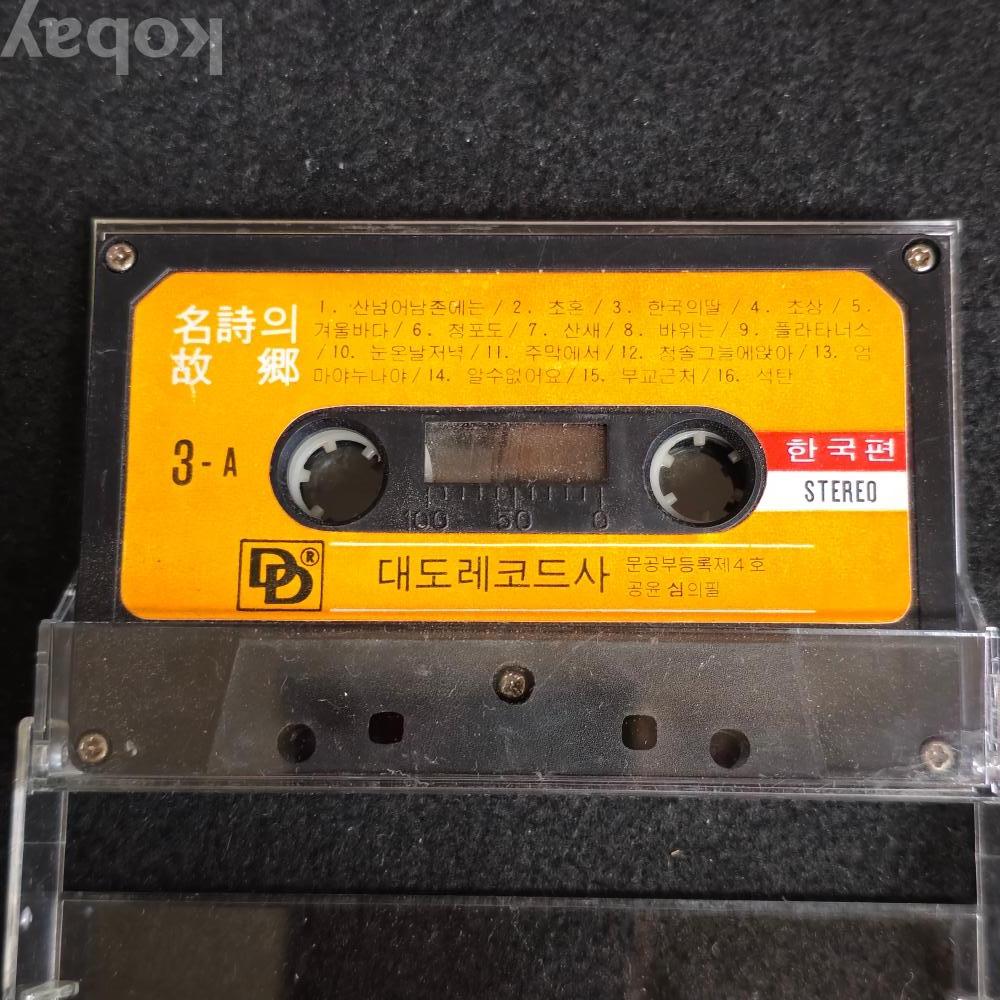 kobay
名詩의
故 鄕
1. 산넘어남존에는 / 2. 초혼 / 3. 한국의딸 / 4. 초상 / 5.
겨울바다 / 6. 청포도 / 7. 산새 / 8. 바위는 / 9. 플라타너스
/ 10. 눈온날저녁 / 11. 주막에서 / 12. 청솔그늘에앉아 / 13. 엄
마야누나야 / 14. 알수없어요 / 15. 부교근처 / 16. 석탄
3-A
한국편
STEREO
100 50 0
DD®
대도레코드사
문공부등록제4호
공윤 심의필